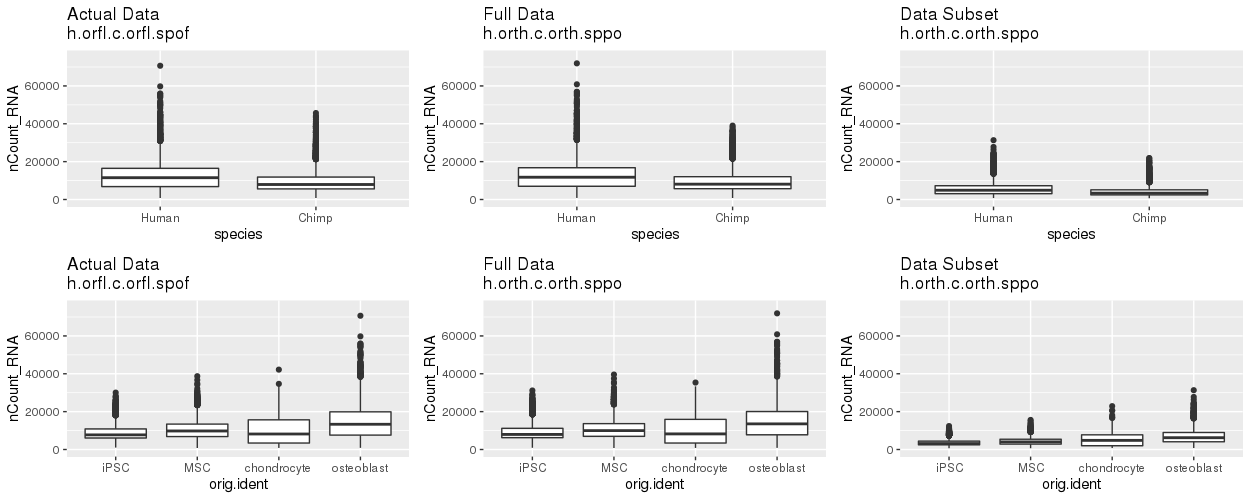 Actual Data
h.orfl.c.orfl.spof
nCount_RNA
60000
40000
20000
0
Human
Chimp
species
Full Data
h.orth.c.orth.sppo
nCount_RNA
60000
40000
20000
0
Human
Chimp
species
Data Subset
h.orth.c.orth.sppo
nCount_RNA
60000
40000
20000
0
Human
Chimp
species
Actual Data
h.orfl.c.orfl.spof
nCount_RNA
60000
40000
20000
0
iPSC
MSC
chondrocyte
osteoblast
orig.ident
Full Data
h.orth.c.orth.sppo
nCount_RNA
60000
40000
20000
0
iPSC
MSC
chondrocyte
osteoblast
orig.ident
Data Subset
h.orth.c.orth.sppo
nCount_RNA
60000
40000
20000
0
iPSC
MSC
chondrocyte
osteoblast
orig.ident